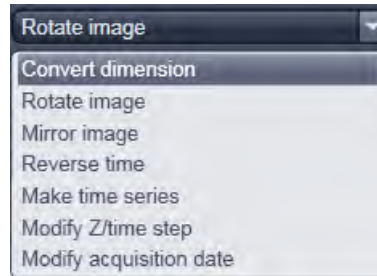 Rotate image
Convert dimension
Rotate image
Mirror image
Reverse time
Make time series
Modify Z/time step
Modify acquisition date